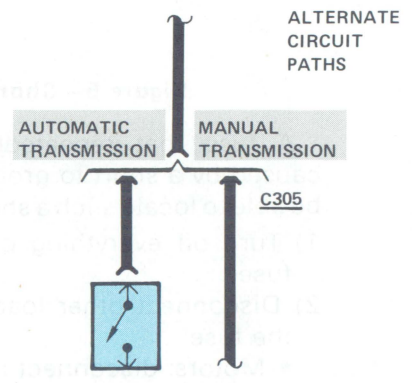 ALTERNATE
CIRCUIT
PATHS
AUTOMATIC
TRANSMISSION
MANUAL
TRANSMISSION
C305